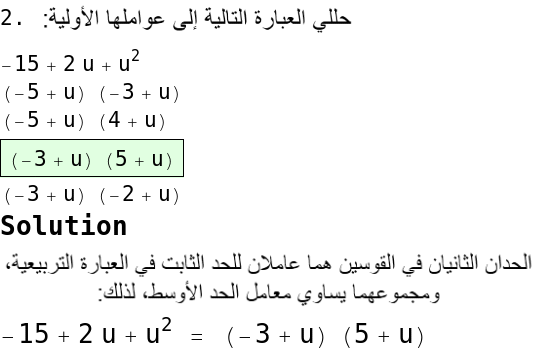 2. حللي العبارة التالية إلى عواملها الأولية:
-15 + 2 u + u²
(-5 + u) (-3 + u)
(-5 + u) (4 + u)
(-3 + u) (5 + u)
(-3 + u) (-2 + u)
Solution
الحدان الثانيان في القوسين هما عاملان للحد الثابت في العبارة التربيعية،
ومجموعهما يساوي معامل الحد الأوسط، لذلك:
-15 + 2 u + u² = (-3 + u) (5 + u)